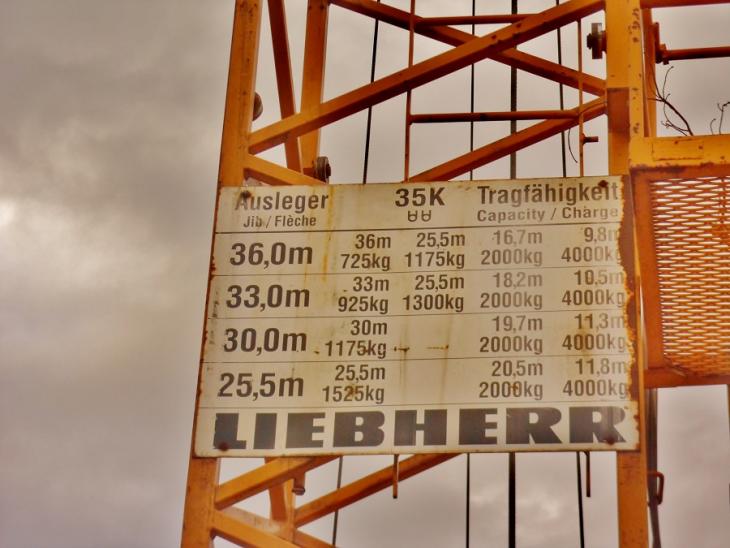 Ausleger 35K Tragfähigkeit
Jib / Flèche Capacity / Charge
36,0m 36m 25,5m 16,7m 9,8m
725kg 1175kg 2000kg 4000kg
33,0m 33m 25,5m 18,2m 10,5m
925kg 1300kg 2000kg 4000kg
30,0m 30m 19,7m 11,3m
1175kg 2000kg 4000kg
25,5m 25,5m 20,5m 11,8m
1525kg 2000kg 4000kg
LIEBHERR